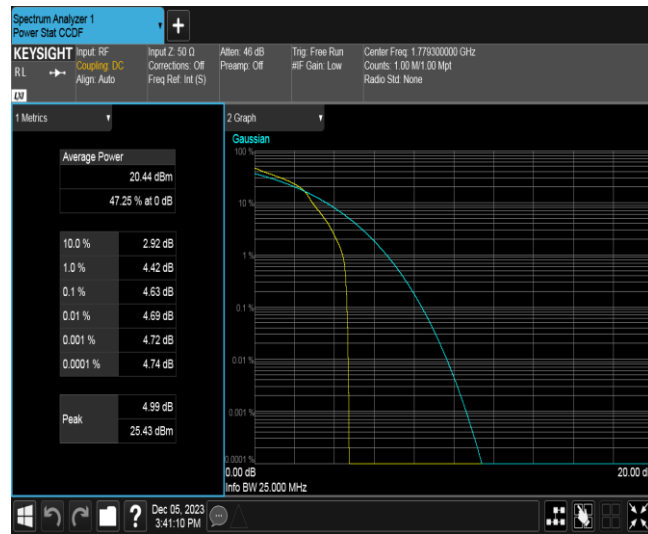 Spectrum Analyzer 1
Power Stat CCDF
+
KEYSIGHT
RL
LXI
Input: RF
Coupling: DC
Align: Auto
Input Z: 50 Ω
Corrections: Off
Freq Ref: Int (S)
Atten: 46 dB
Preamp: Off
Trig: Free Run
#IF Gain: Low
Center Freq: 1.779300000 GHz
Counts: 1.00 M/1.00 Mpt
Radio Std: None
1 Metrics
Average Power
20.44 dBm
47.25 % at 0 dB
10.0 % 2.92 dB
1.0 % 4.42 dB
0.1 % 4.63 dB
0.01 % 4.69 dB
0.001 % 4.72 dB
0.0001 % 4.74 dB
Peak
4.99 dB
25.43 dBm
2 Graph
Gaussian
100 %
10 %
1 %
0.1 %
0.01 %
0.001 %
0.0001 %
0.00 dB
20.00 d
Info BW 25.000 MHz
?
Dec 05, 2023
3:41:10 PM